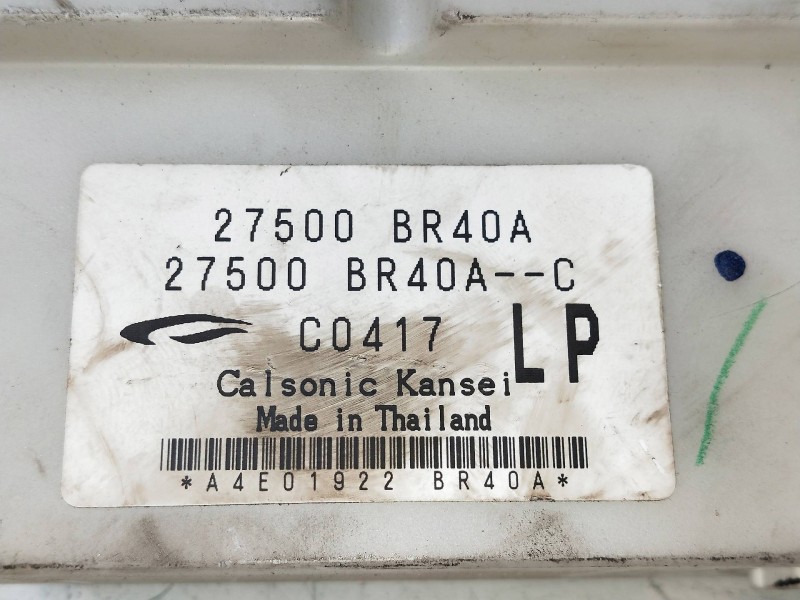 27500 BR40A
27500 BR40A--C
C0417 LP
Calsonic Kansei
Made in Thailand
*A4E01922 BR40A*